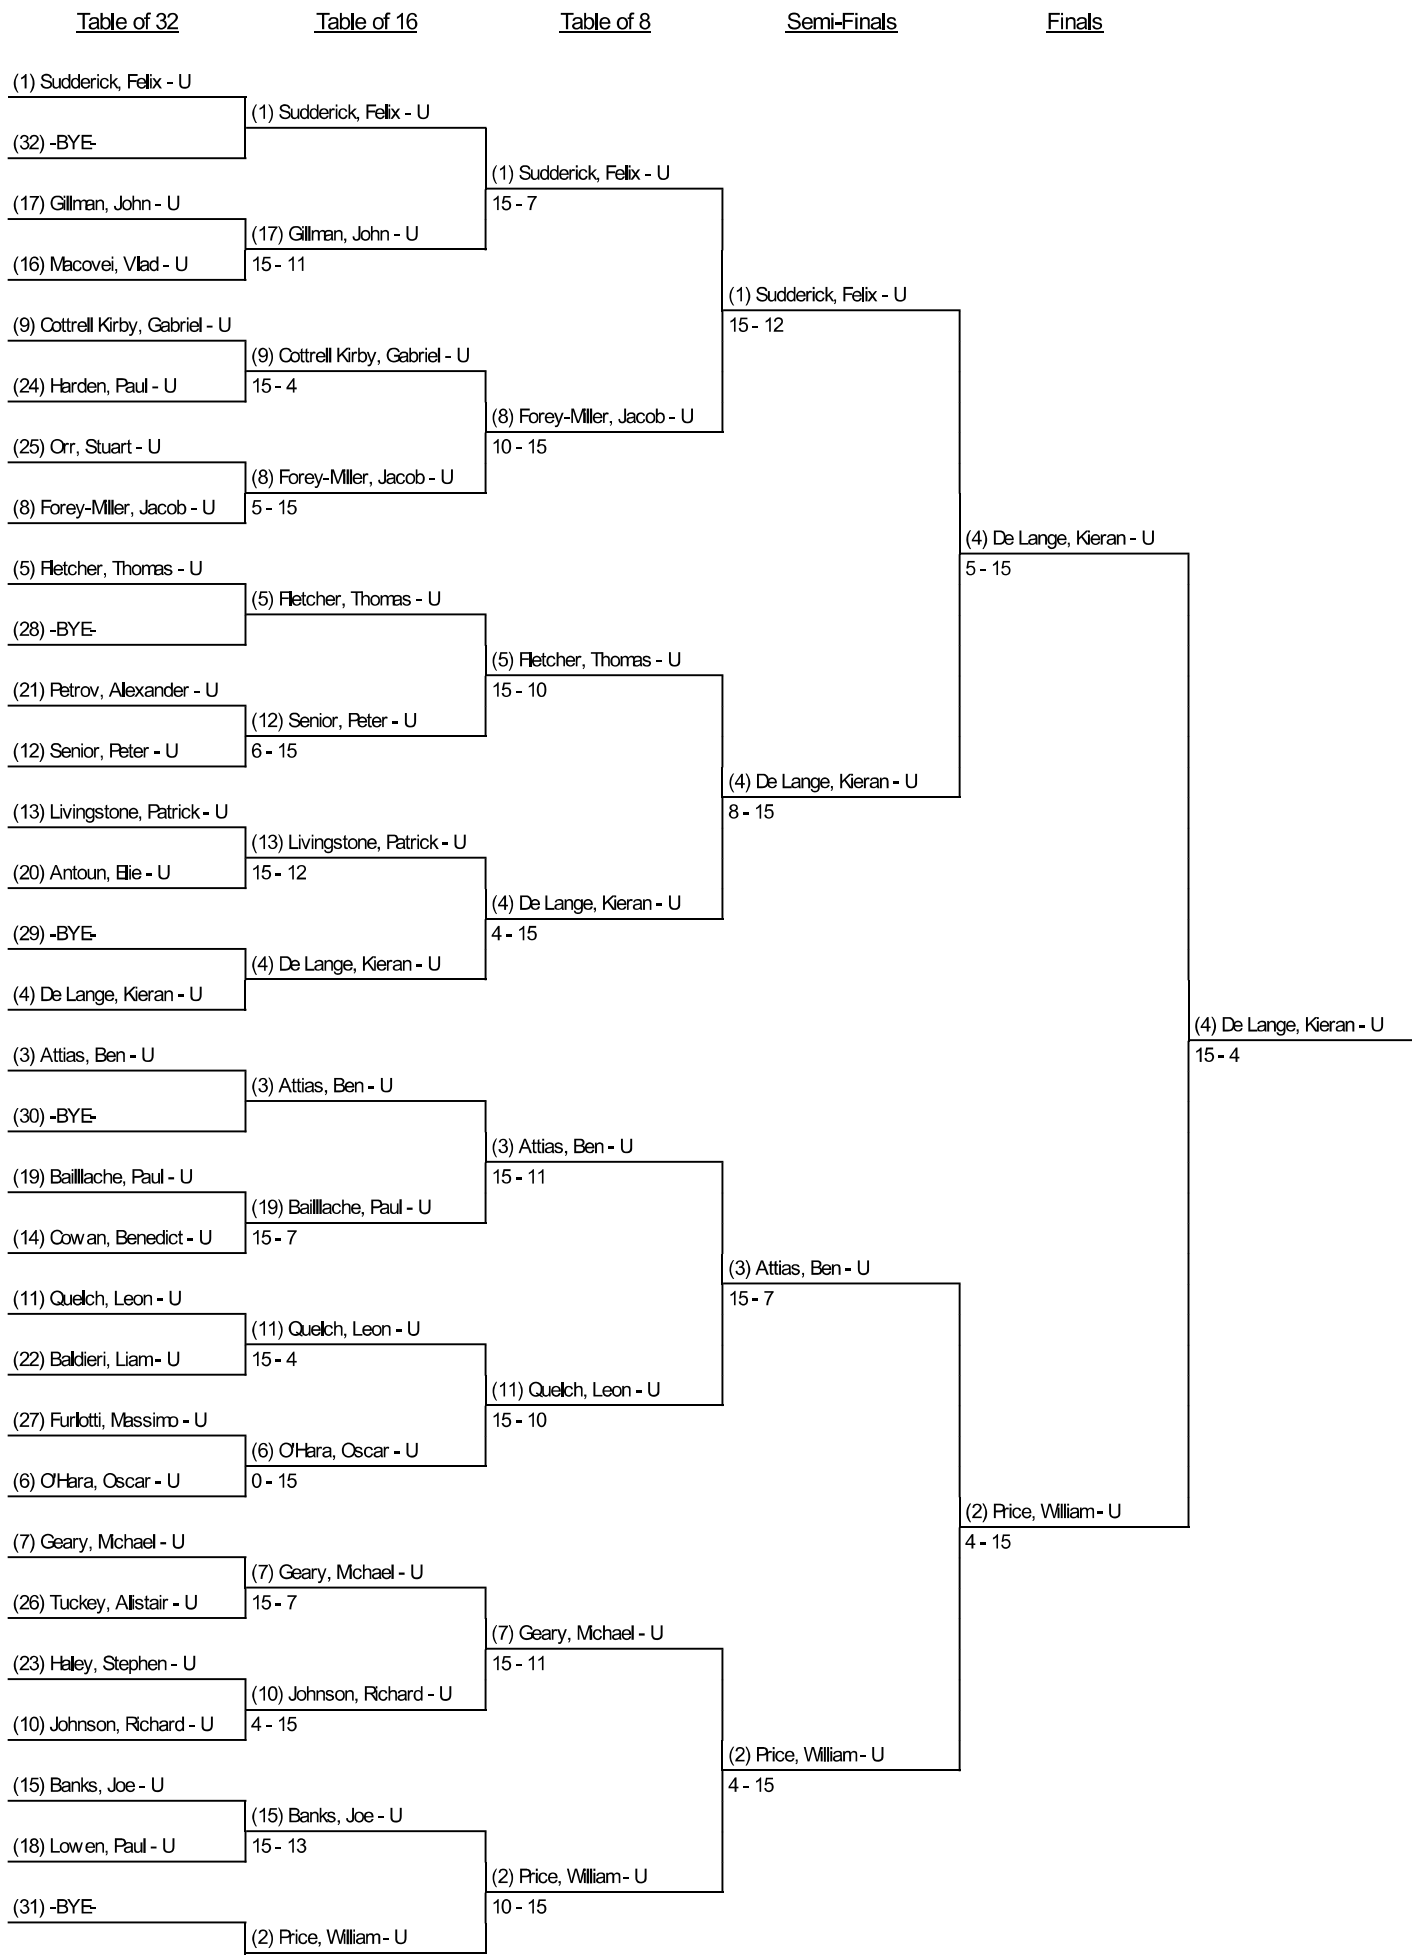 Table of 32 Table of 16 Table of 8 Semi-Finals Finals
(1) Sudderick, Felix - U
(1) Sudderick, Felix - U
(32) -BYE-
(1) Sudderick, Felix - U
(17) Gillman, John - U
15 - 7
(17) Gillman, John - U
(16) Macovei, Vlad - U
15 - 11
(1) Sudderick, Felix - U
(9) Cottrell Kirby, Gabriel - U
15 - 12
(9) Cottrell Kirby, Gabriel - U
(24) Harden, Paul - U
15 - 4
(8) Forey-Miller, Jacob - U
(25) Orr, Stuart - U
10 - 15
(8) Forey-Miller, Jacob - U
(8) Forey-Miller, Jacob - U
5 - 15
(4) De Lange, Kieran - U
(5) Fletcher, Thomas - U
5 - 15
(5) Fletcher, Thomas - U
(28) -BYE-
(5) Fletcher, Thomas - U
(21) Petrov, Alexander - U
15 - 10
(12) Senior, Peter - U
(12) Senior, Peter - U
6 - 15
(4) De Lange, Kieran - U
(13) Livingstone, Patrick - U
8 - 15
(13) Livingstone, Patrick - U
(20) Antoun, Elie - U
15 - 12
(4) De Lange, Kieran - U
(29) -BYE-
4 - 15
(4) De Lange, Kieran - U
(4) De Lange, Kieran - U
(4) De Lange, Kieran - U
(3) Attias, Ben - U
15 - 4
(3) Attias, Ben - U
(30) -BYE-
(3) Attias, Ben - U
(19) Bailllache, Paul - U
15 - 11
(19) Bailllache, Paul - U
(14) Cowan, Benedict - U
15 - 7
(3) Attias, Ben - U
(11) Quelch, Leon - U
15 - 7
(11) Quelch, Leon - U
(22) Baldieri, Liam - U
15 - 4
(11) Quelch, Leon - U
(27) Furlotti, Massimo - U
15 - 10
(6) O'Hara, Oscar - U
(6) O'Hara, Oscar - U
0 - 15
(2) Price, William - U
(7) Geary, Michael - U
4 - 15
(7) Geary, Michael - U
(26) Tuckey, Alistair - U
15 - 7
(7) Geary, Michael - U
(23) Haley, Stephen - U
15 - 11
(10) Johnson, Richard - U
(10) Johnson, Richard - U
4 - 15
(2) Price, William - U
(15) Banks, Joe - U
4 - 15
(15) Banks, Joe - U
(18) Lowen, Paul - U
15 - 13
(2) Price, William - U
(31) -BYE-
10 - 15
(2) Price, William - U